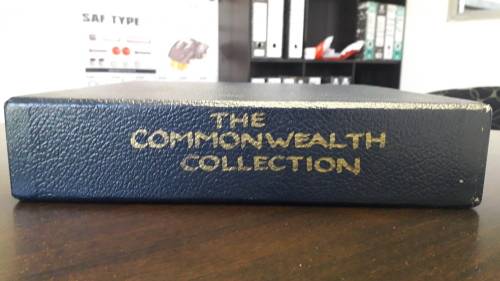 SAF TYPE
THE
COMMONWEALTH
COLLECTION